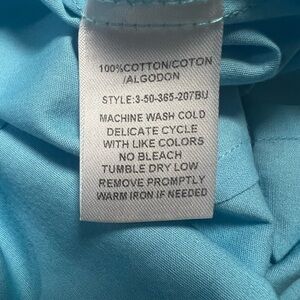 100%COTTON/COTON
/ALGODON
STYLE:3-50-365-207BU
MACHINE WASH COLD
DELICATE CYCLE
WITH LIKE COLORS
NO BLEACH
TUMBLE DRY LOW
REMOVE PROMPTLY
WARM IRON IF NEEDED